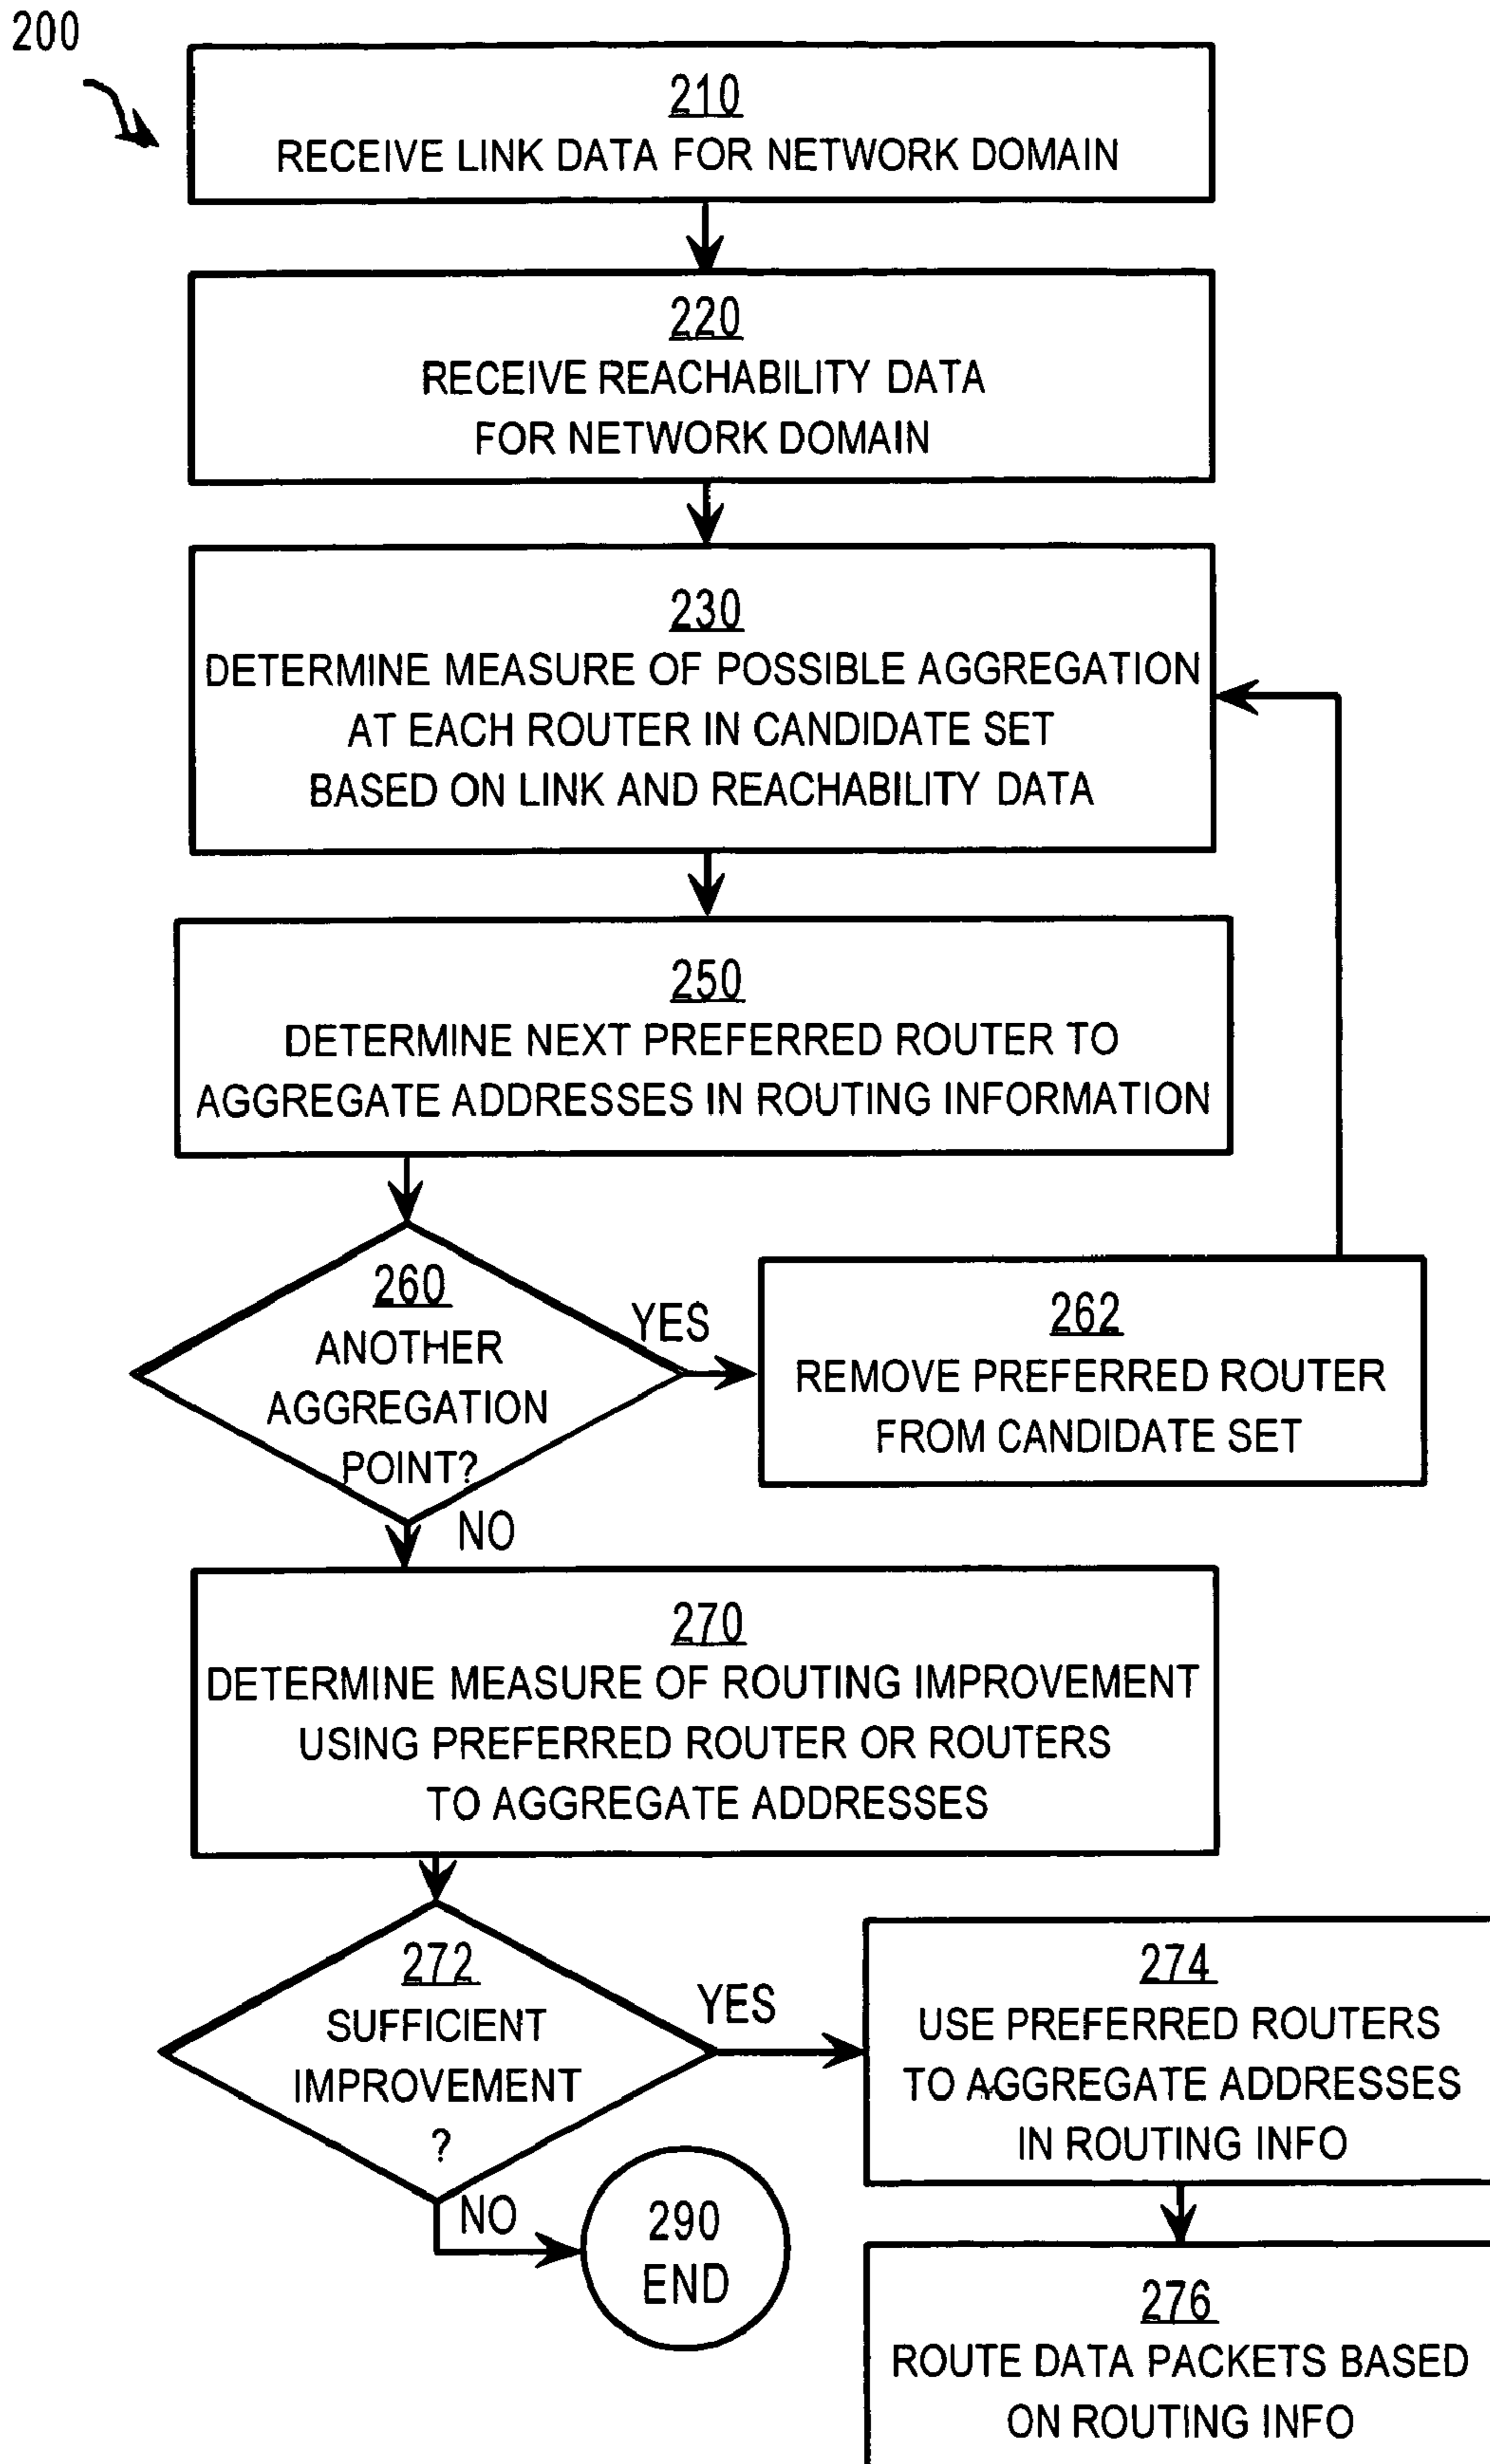 200
210
RECEIVE LINK DATA FOR NETWORK DOMAIN
220
RECEIVE REACHABILITY DATA
FOR NETWORK DOMAIN
230
DETERMINE MEASURE OF POSSIBLE AGGREGATION
AT EACH ROUTER IN CANDIDATE SET
BASED ON LINK AND REACHABILITY DATA
250
DETERMINE NEXT PREFERRED ROUTER TO
AGGREGATE ADDRESSES IN ROUTING INFORMATION
260
ANOTHER
AGGREGATION
POINT?
YES
262
REMOVE PREFERRED ROUTER
FROM CANDIDATE SET
NO
270
DETERMINE MEASURE OF ROUTING IMPROVEMENT
USING PREFERRED ROUTER OR ROUTERS
TO AGGREGATE ADDRESSES
272
SUFFICIENT
IMPROVEMENT
?
YES
274
USE PREFERRED ROUTERS
TO AGGREGATE ADDRESSES
IN ROUTING INFO
NO
290
END
276
ROUTE DATA PACKETS BASED
ON ROUTING INFO